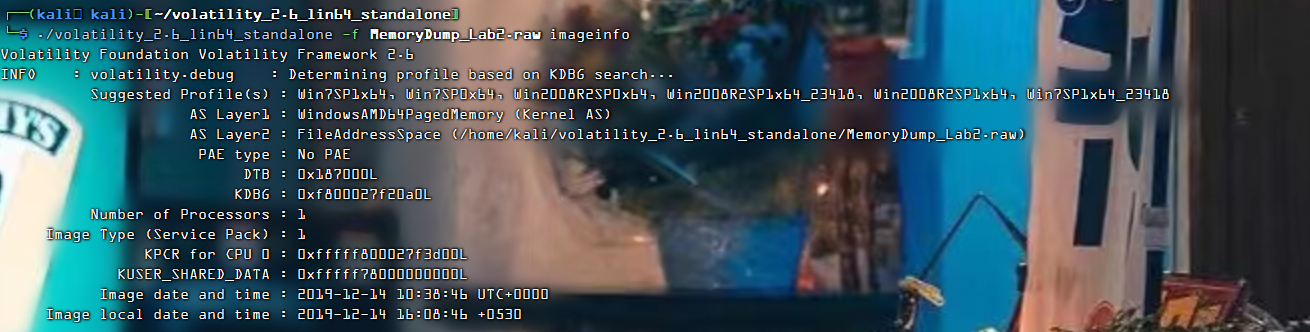 ┌──(kali㉿kali)-[~/volatility_2.6_lin64_standalone]
└─$ ./volatility_2.6_lin64_standalone -f MemoryDump_Lab2.raw imageinfo
Volatility Foundation Volatility Framework 2.6
INFO    : volatility.debug    : Determining profile based on KDBG search...
Suggested Profile(s) : Win7SP1x64, Win7SP0x64, Win2008R2SP0x64, Win2008R2SP1x64_23418, Win2008R2SP1x64, Win7SP1x64_23418
AS Layer1 : WindowsAMD64PagedMemory (Kernel AS)
AS Layer2 : FileAddressSpace (/home/kali/volatility_2.6_lin64_standalone/MemoryDump_Lab2.raw)
PAE type : No PAE
DTB : 0x187000L
KDBG : 0xf800027f20a0L
Number of Processors : 1
Image Type (Service Pack) : 1
KPCR for CPU 0 : 0xfffff800027f3d00L
KUSER_SHARED_DATA : 0xfffff78000000000L
Image date and time : 2019-12-14 10:38:46 UTC+0000
Image local date and time : 2019-12-14 16:08:46 +0530